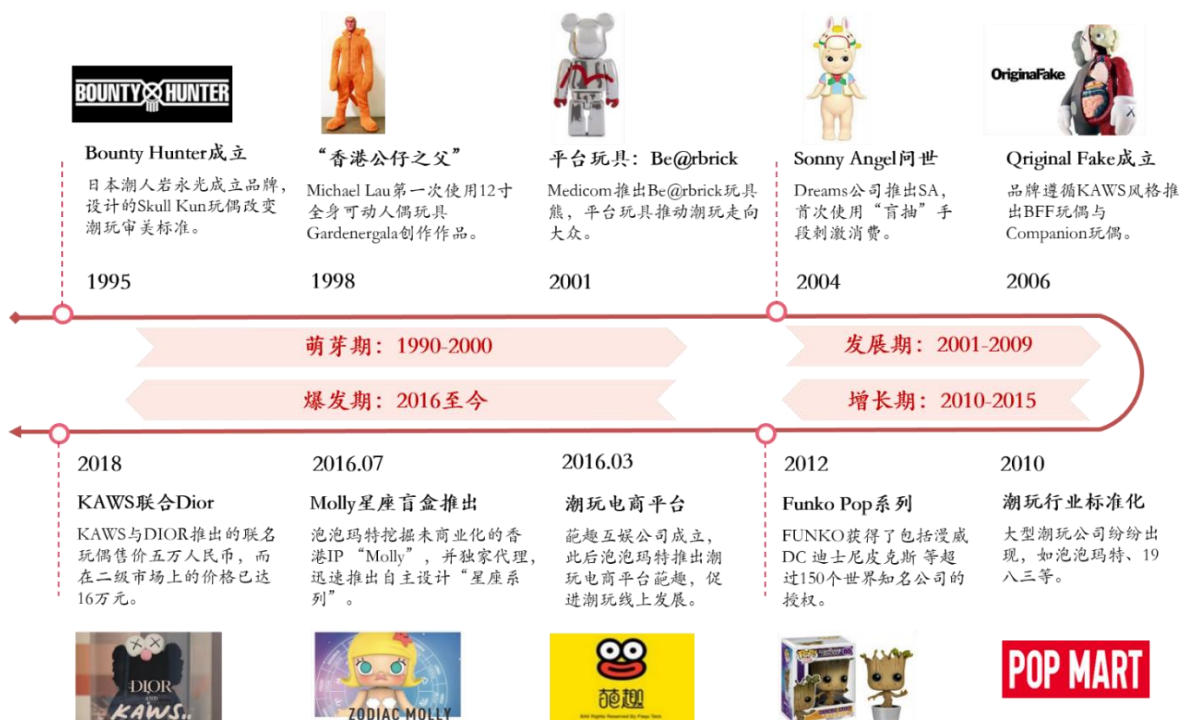 BOUNTY HUNTER
OriginalFake
Bounty Hunter成立
日本潮人岩永光成立品牌，
设计的Skull Kun玩偶改变
潮玩审美标准。
1995
“香港公仔之父”
Michael Lau第一次使用12寸
全身可动人偶玩具
Gardenergala创作作品。
1998
平台玩具：Be@rbrick
Medicom推出Be@rbrick玩具
熊，平台玩具推动潮玩走向
大众。
2001
Sonny Angel问世
Dreams公司推出SA，
首次使用“盲抽”手
段刺激消费。
2004
Qriginal Fake成立
品牌遵循KAWS风格推
出BFF玩偶与
Companion玩偶。
2006
萌芽期：1990-2000
发展期：2001-2009
爆发期：2016至今
增长期：2010-2015
2018
KAWS联合Dior
KAWS与DIOR推出的联名
玩偶售价五万人民币，而
在二级市场上的价格已达
16万元。
2016.07
Molly星座盲盒推出
泡泡玛特挖掘未商业化的香
港IP “Molly”，并独家代理，
迅速推出自主设计“星座系
列”。
2016.03
潮玩电商平台
葩趣互娱公司成立，
此后泡泡玛特推出潮
玩电商平台葩趣，促
进潮玩线上发展。
2012
Funko Pop系列
FUNKO获得了包括漫威
DC 迪士尼皮克斯 等超
过150个世界知名公司的
授权。
2010
潮玩行业标准化
大型潮玩公司纷纷出
现，如泡泡玛特、19
八三等。
DIOR
AND
KAWS..
ZODIAC MOLLY
葩趣
POP MART